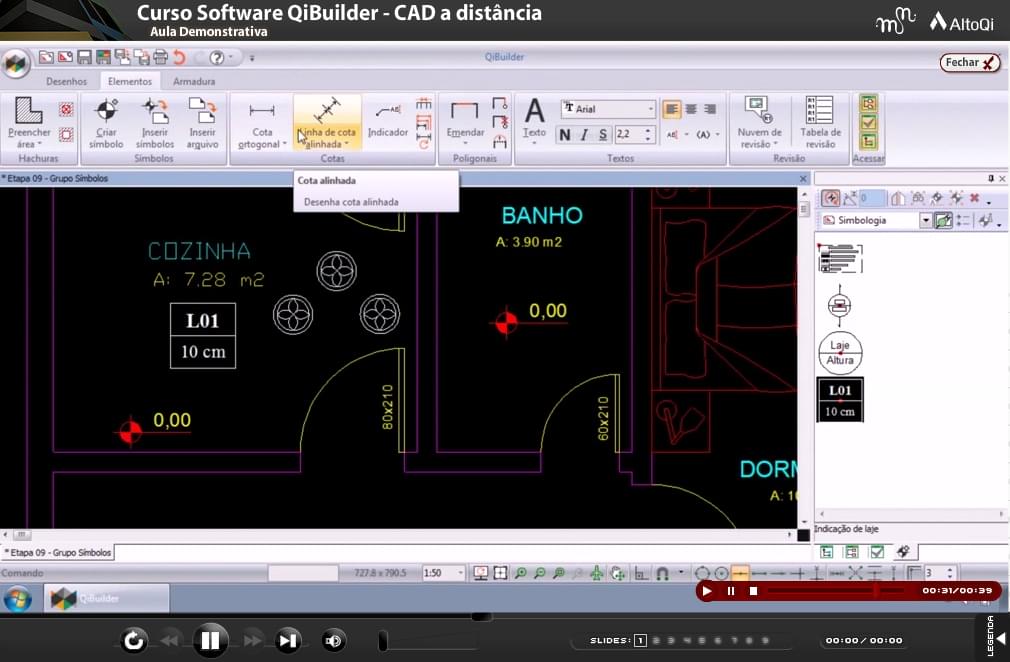 Curso Software QiBuilder - CAD a distância
Aula Demonstrativa
AltoQi
QiBuilder
Fechar
Desenhos Elementos Armadura
Preencher área
Hachuras
Criar símbolo
Inserir símbolos
Inserir arquivo
Símbolos
Cota ortogonal
Linha de cota alinhada
Indicador
Cotas
Emendar
Poligonais
A Texto
Arial
N I S 2,2
Textos
Nuvem de revisão
Tabela de revisão
Revisão
Acessar
* Etapa 09 - Grupo Símbolos
Cota alinhada
Desenha cota alinhada
0
Simbologia
COZINHA
A: 7.28 m2
L01
10 cm
0,00
80x210
BANHO
A: 3.90 m2
0,00
60x210
DORM
A: 1
Laje
Altura
L01
10 cm
Indicação de laje
* Etapa 09 - Grupo Símbolos
Comando
727.8 x 790.5
1:50
3
QiBuilder
00:31/00:39
SLIDES: 1 2 3 4 5 6 7 8 9
00:00 / 00:00
LEGENDA